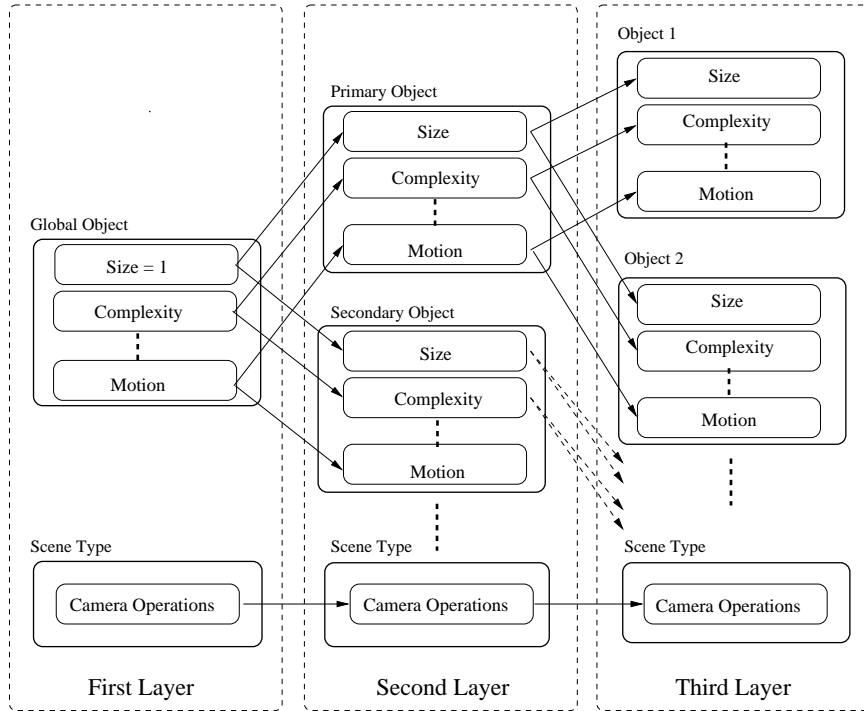 Global Object
Size = 1
Complexity
Motion
Scene Type
Camera Operations
First Layer
Primary Object
Size
Complexity
Motion
Secondary Object
Size
Complexity
Motion
Scene Type
Camera Operations
Second Layer
Object 1
Size
Complexity
Motion
Object 2
Size
Complexity
Motion
Scene Type
Camera Operations
Third Layer